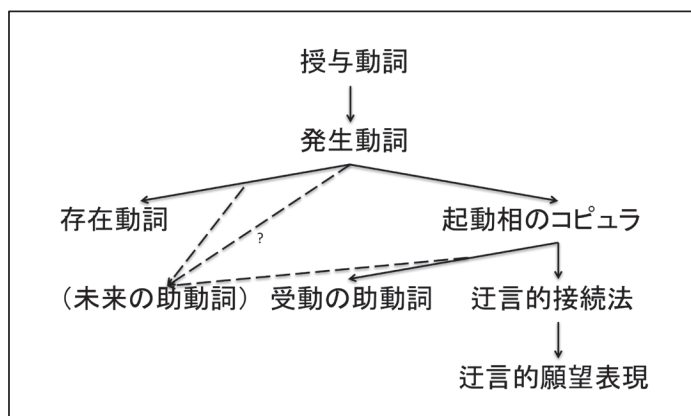 授与動詞
発生動詞
存在動詞
起動相のコピュラ
?
(未来の助動詞) 受動の助動詞 迂言的接続法
迂言的願望表現